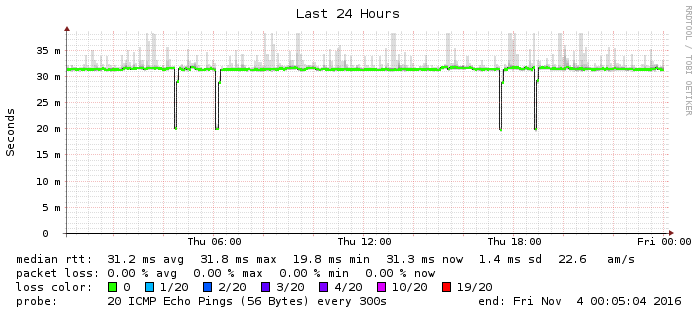 Last 24 Hours
RRDTOOL / TOBI OETIKER
Seconds
35 m
30 m
25 m
20 m
15 m
10 m
5 m
0
Thu 06:00 Thu 12:00 Thu 18:00 Fri 00:00
median rtt: 31.2 ms avg 31.8 ms max 19.8 ms min 31.3 ms now 1.4 ms sd 22.6 am/s
packet loss: 0.00 % avg 0.00 % max 0.00 % min 0.00 % now
loss color: 0 1/20 2/20 3/20 4/20 10/20 19/20
probe: 20 ICMP Echo Pings (56 Bytes) every 300s end: Fri Nov 4 00:05:04 2016